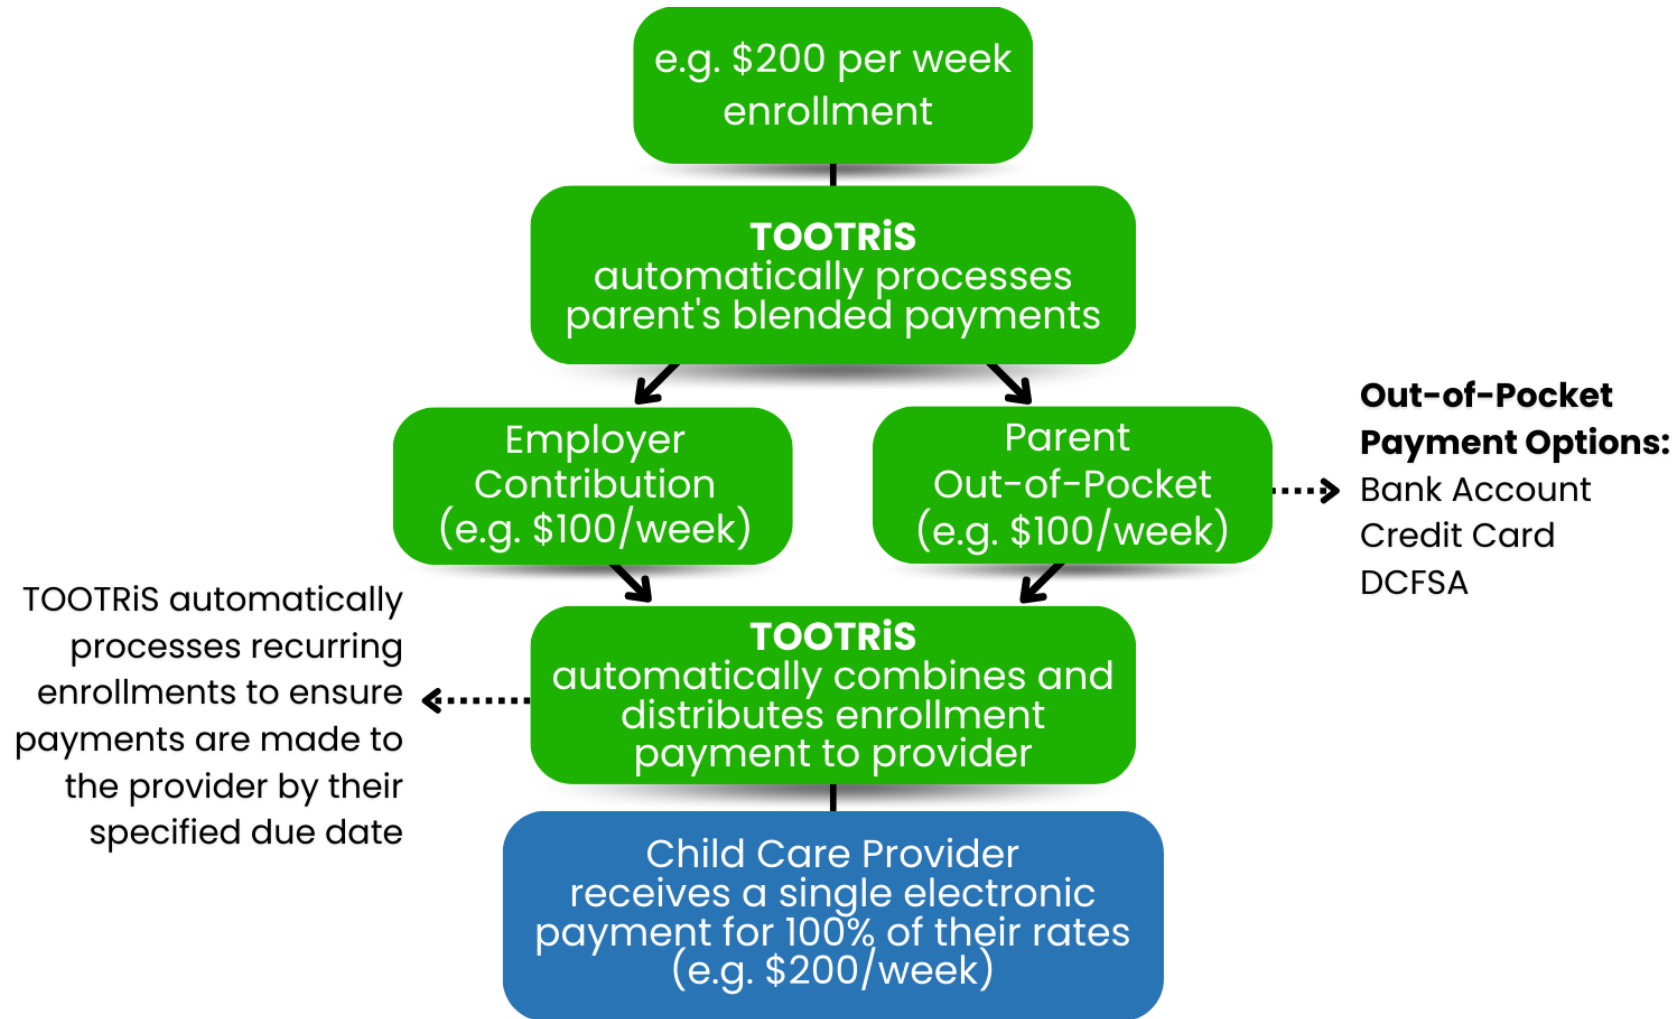 e.g. $200 per week
enrollment
TOOTRiS
automatically processes
parent's blended payments
Employer
Contribution
(e.g. $100/week)
Parent
Out-of-Pocket
(e.g. $100/week)
Out-of-Pocket
Payment Options:
Bank Account
Credit Card
DCFSA
TOOTRiS automatically
processes recurring
enrollments to ensure
payments are made to
the provider by their
specified due date
TOOTRiS
automatically combines and
distributes enrollment
payment to provider
Child Care Provider
receives a single electronic
payment for 100% of their rates
(e.g. $200/week)